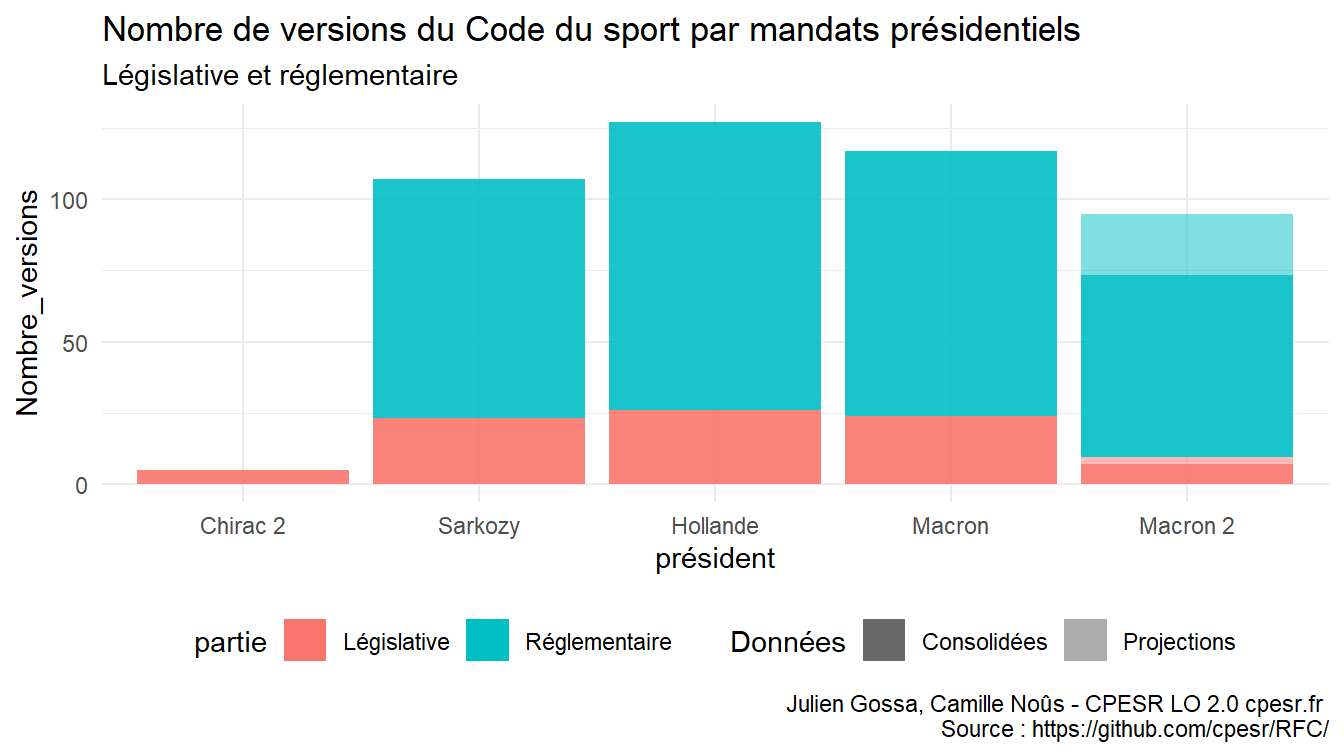 Nombre de versions du Code du sport par mandats présidentiels
Législative et réglementaire
Nombre_versions
100
50
0
Chirac 2
Sarkozy
Hollande
Macron
Macron 2
président
partie
Législative
Réglementaire
Données
Consolidées
Projections
Julien Gossa, Camille Noûs - CPESR LO 2.0 cpesr.fr
Source : https://github.com/cpesr/RFC/